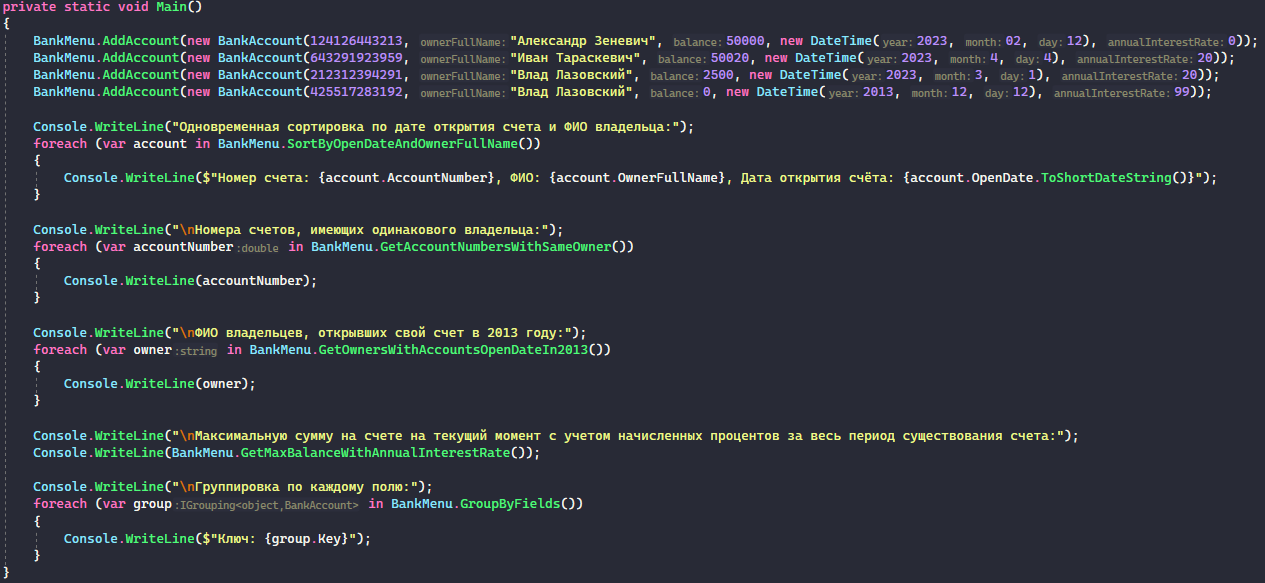 private static void Main()
{
BankMenu.AddAccount(new BankAccount(124126443213, ownerFullName: "Александр Зеневич", balance: 50000, new DateTime(year: 2023, month: 02, day: 12), annualInterestRate: 0));
BankMenu.AddAccount(new BankAccount(643291923959, ownerFullName: "Иван Тараскевич", balance: 50020, new DateTime(year: 2023, month: 4, day: 4), annualInterestRate: 20));
BankMenu.AddAccount(new BankAccount(212312394291, ownerFullName: "Влад Лазовский", balance: 2500, new DateTime(year: 2023, month: 3, day: 1), annualInterestRate: 20));
BankMenu.AddAccount(new BankAccount(425517283192, ownerFullName: "Влад Лазовский", balance: 0, new DateTime(year: 2013, month: 12, day: 12), annualInterestRate: 99));
Console.WriteLine("Одновременная сортировка по дате открытия счета и ФИО владельца:");
foreach (var account in BankMenu.SortByOpenDateAndOwnerFullName())
{
Console.WriteLine($"Номер счета: {account.AccountNumber}, ФИО: {account.OwnerFullName}, Дата открытия счёта: {account.OpenDate.ToShortDateString()}");
}
Console.WriteLine("\nНомера счетов, имеющих одинакового владельца:");
foreach (var accountNumber :double in BankMenu.GetAccountNumbersWithSameOwner())
{
Console.WriteLine(accountNumber);
}
Console.WriteLine("\nФИО владельцев, открывших свой счет в 2013 году:");
foreach (var owner :string in BankMenu.GetOwnersWithAccountsOpenDateIn2013())
{
Console.WriteLine(owner);
}
Console.WriteLine("\nМаксимальную сумму на счете на текущий момент с учетом начисленных процентов за весь период существования счета:");
Console.WriteLine(BankMenu.GetMaxBalanceWithAnnualInterestRate());
Console.WriteLine("\nГруппировка по каждому полю:");
foreach (var group :IGrouping<object,BankAccount> in BankMenu.GroupByFields())
{
Console.WriteLine($"Ключ: {group.Key}");
}
}